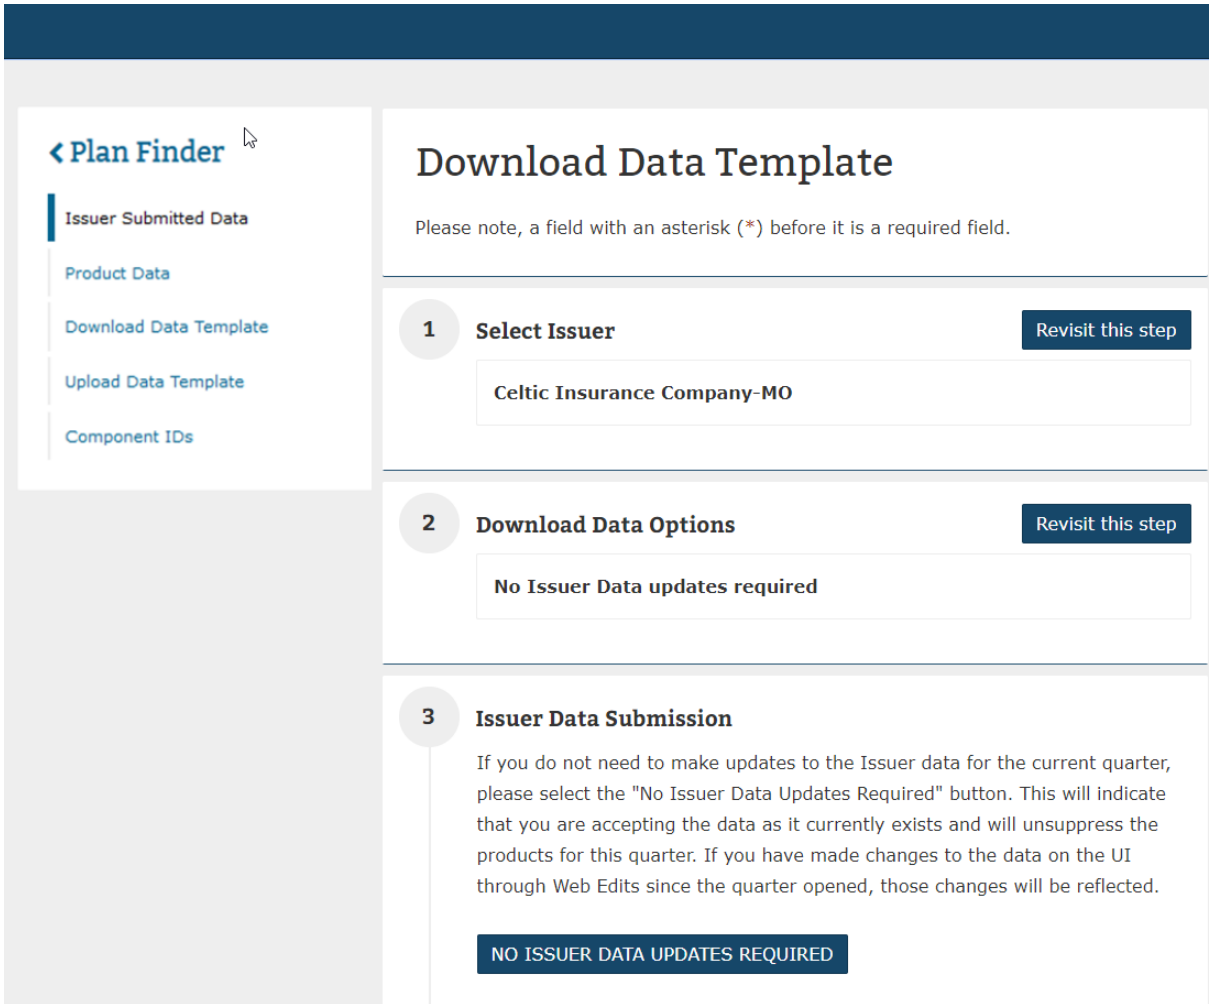 Plan Finder
Issuer Submitted Data
Product Data
Download Data Template
Upload Data Template
Component IDs
Download Data Template
Please note, a field with an asterisk (*) before it is a required field.
1
Select Issuer
Revisit this step
Celtic Insurance Company-MO
2
Download Data Options
Revisit this step
No Issuer Data updates required
3
Issuer Data Submission
If you do not need to make updates to the Issuer data for the current quarter,
please select the "No Issuer Data Updates Required" button. This will indicate
that you are accepting the data as it currently exists and will unsuppress the
products for this quarter. If you have made changes to the data on the UI
through Web Edits since the quarter opened, those changes will be reflected.
NO ISSUER DATA UPDATES REQUIRED